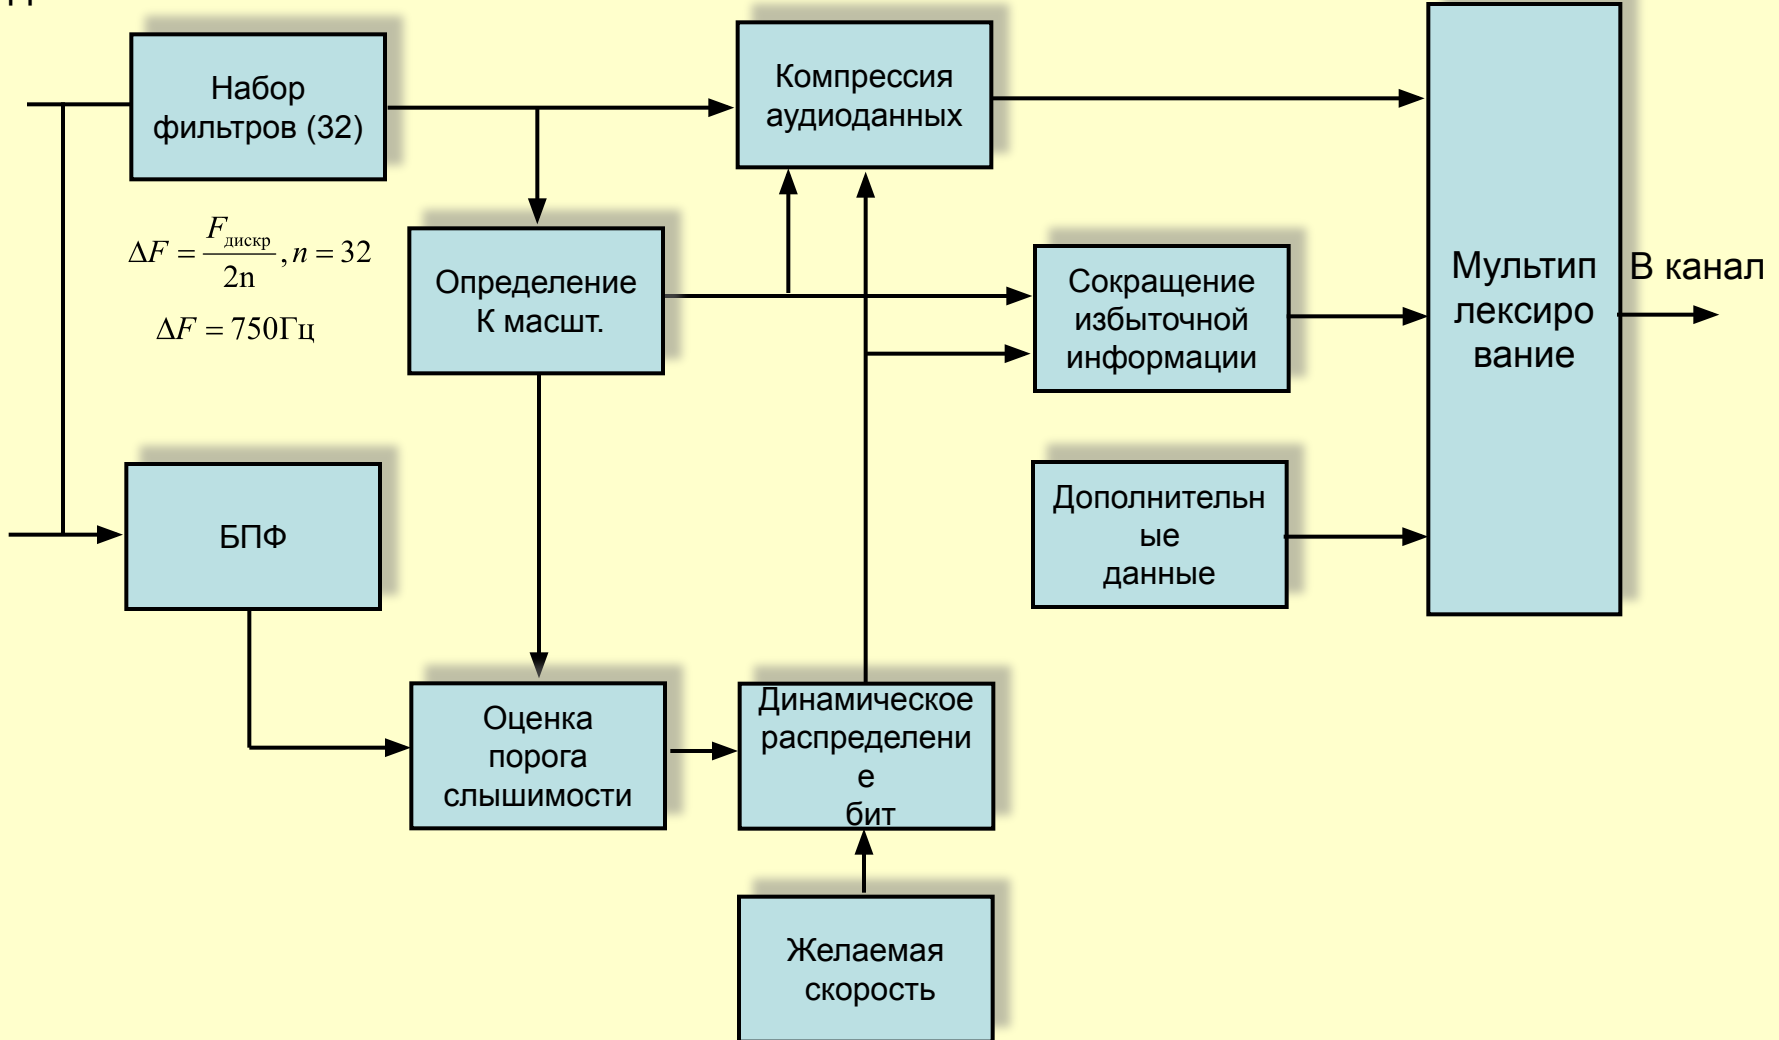 Набор
фильтров (32)
Компрессия
аудиоданных
ΔF = F дискр / 2n , n = 32
ΔF = 750Гц
Определение
К масшт.
Сокращение
избыточной
информации
Мультип
лексиро
вание
В канал
БПФ
Дополнительн
ые
данные
Оценка
порога
слышимости
Динамическое
распределени
е
бит
Желаемая
скорость